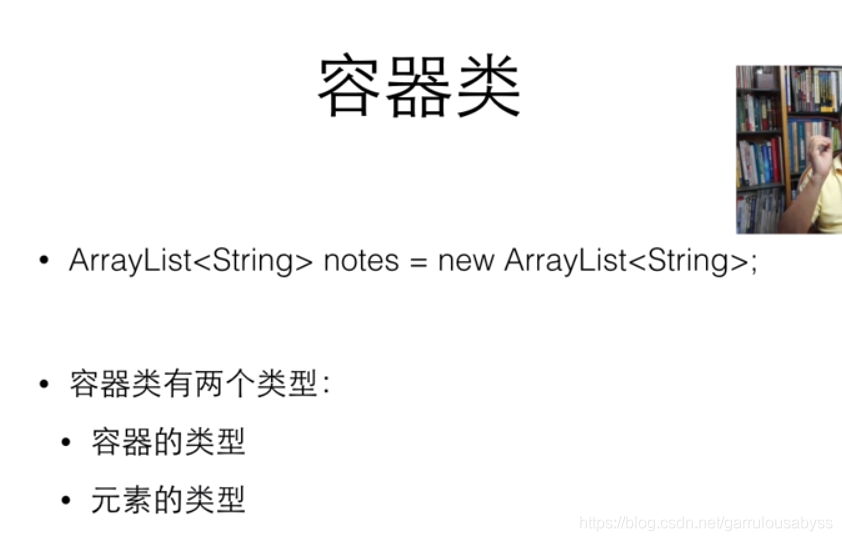 容器类
• ArrayList<String> notes = new ArrayList<String>;
• 容器类有两个类型：
• 容器的类型
• 元素的类型
https://blog.csdn.net/garrulousabyss